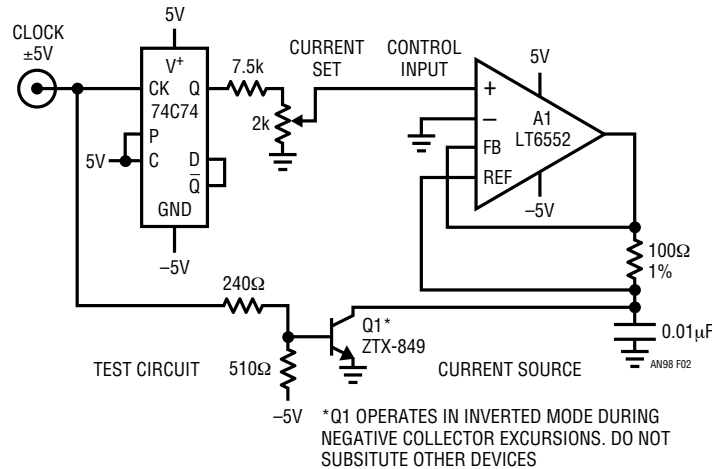 CLOCK
±5V
5V
V+
CK
Q
74C74
P
5V
C
D
Q̅
GND
–5V
7.5k
2k
CURRENT
SET
CONTROL
INPUT
5V
+
–
A1
LT6552
FB
REF
–5V
100Ω
1%
0.01µF
AN98 F02
240Ω
510Ω
–5V
Q1*
ZTX-849
TEST CIRCUIT
CURRENT SOURCE
*Q1 OPERATES IN INVERTED MODE DURING
NEGATIVE COLLECTOR EXCURSIONS. DO NOT
SUBSITUTE OTHER DEVICES